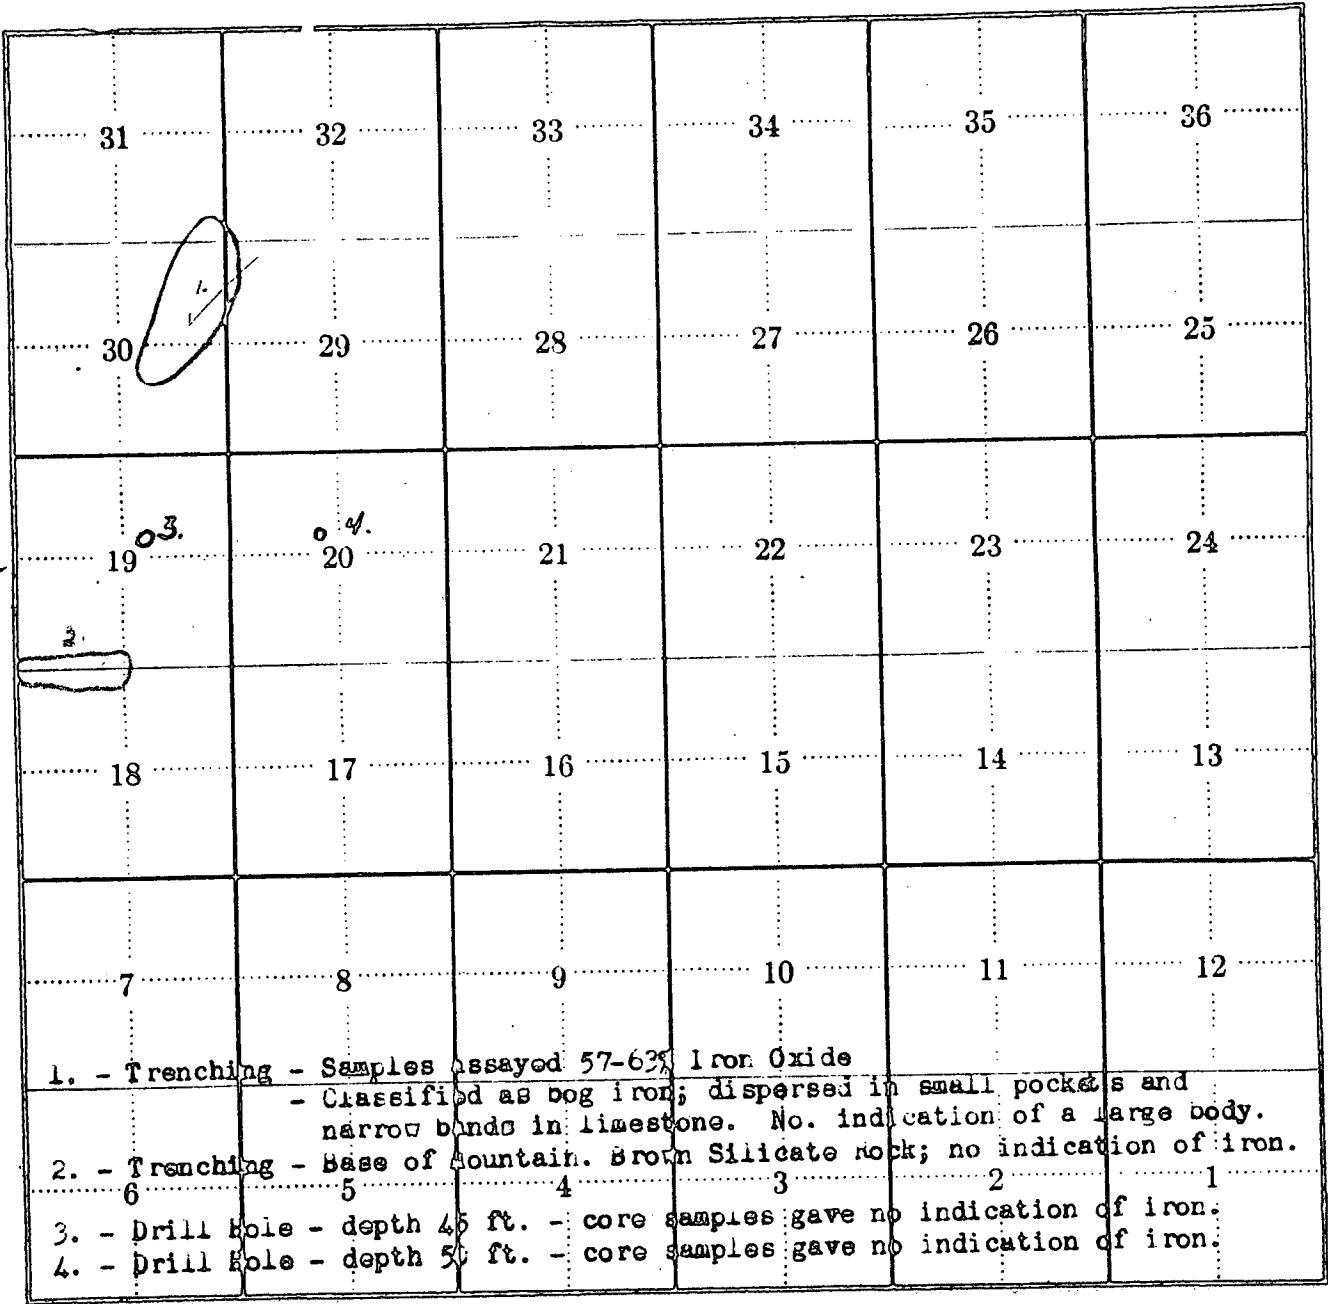 31 32 33 34 35 36
1.
30 29 28 27 26 25
3. 4.
19 20 21 22 23 24
2.
18 17 16 15 14 13
7 8 9 10 11 12
1. - Trenching - Samples assayed 57-63% Iron Oxide
- Classified as bog iron; dispersed in small pockets and
narrow bands in limestone. No. indication of a large body.
2. - Trenching - Base of Mountain. Brown Silicate Rock; no indication of iron.
6 5 4 3 2 1
3. - Drill Hole - depth 45 ft. - core samples gave no indication of iron.
4. - Drill Hole - depth 50 ft. - core samples gave no indication of iron.